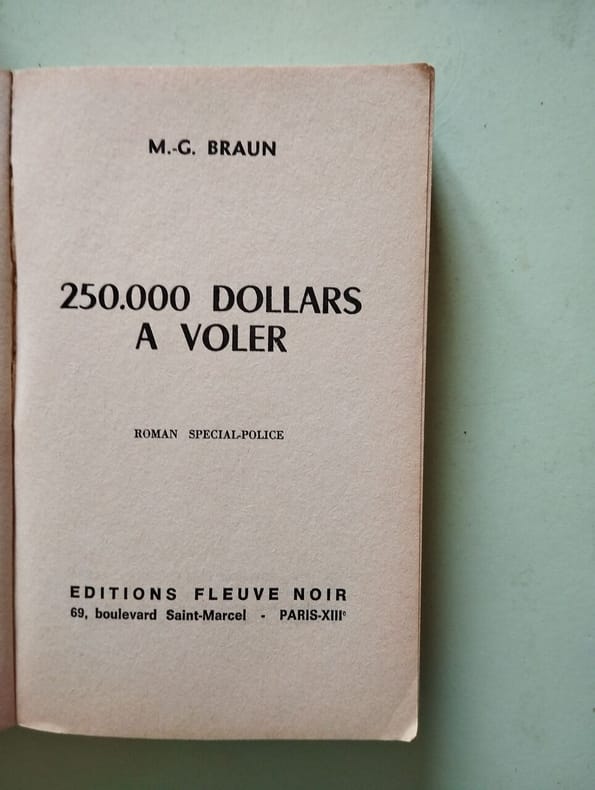 M.-G. BRAUN
250.000 DOLLARS
A VOLER
ROMAN SPECIAL-POLICE
EDITIONS FLEUVE NOIR
69, boulevard Saint-Marcel - PARIS-XIIIᵉ